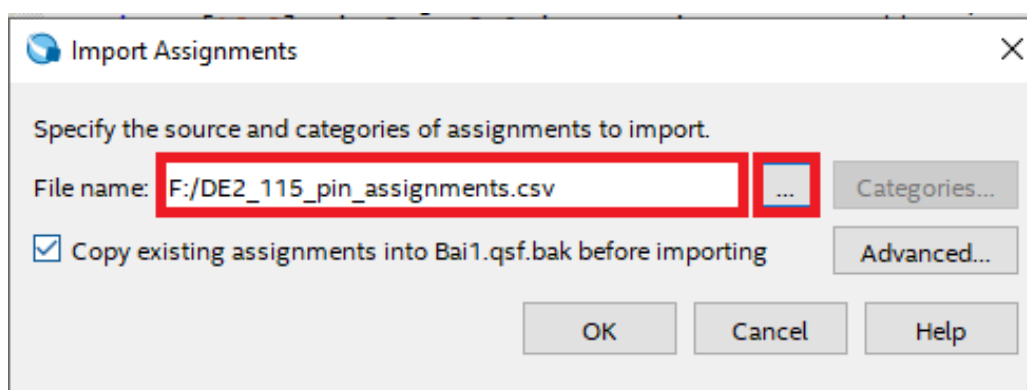 Import Assignments
Specify the source and categories of assignments to import.
File name: F:/DE2_115_pin_assignments.csv ... Categories...
Copy existing assignments into Bai1.qsf.bak before importing Advanced...
OK Cancel Help